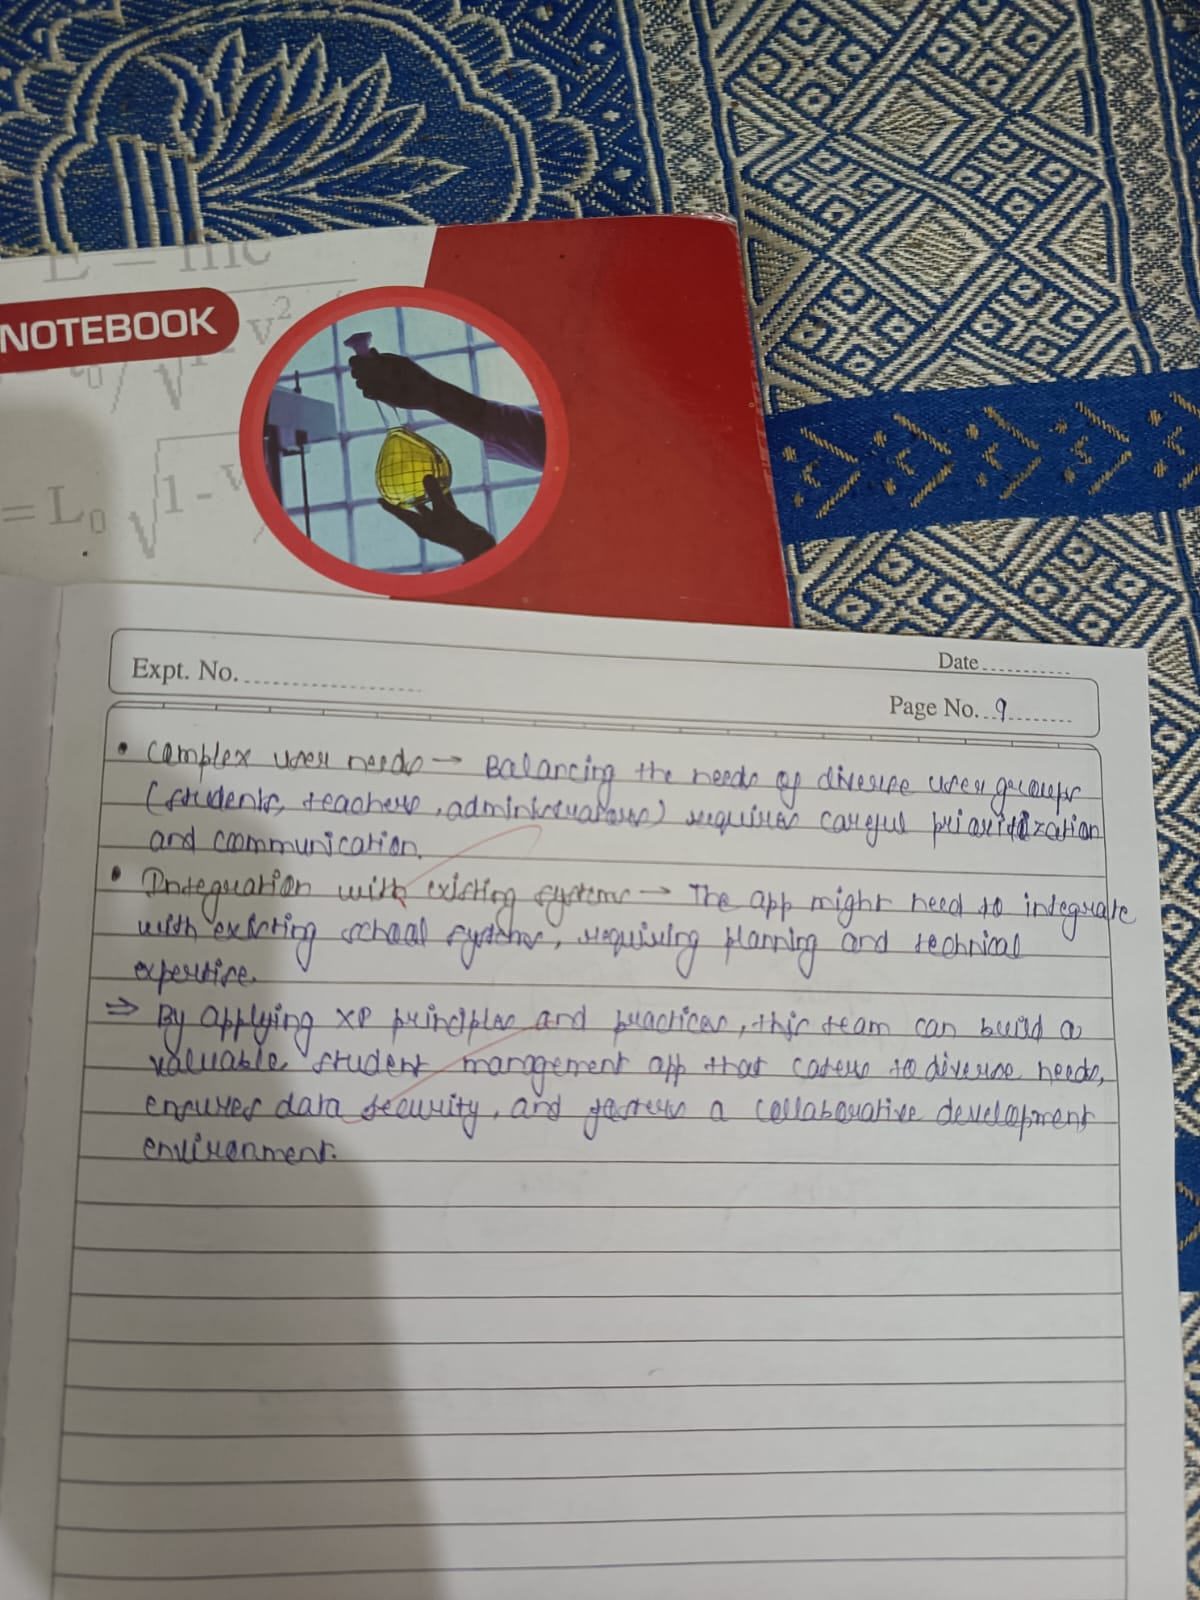 E = mc
NOTEBOOK
v²
= L₀ √1 - v
Expt. No.
Date
Page No. 9
• Complex user needs → Balancing the needs of diverse user groups
(students, teachers, administrators) requires careful prioritization
and communication.
• Integration with existing systems → The app might need to integrate
with existing school systems, requiring planning and technical
expertise.
⇒ By applying XP principles and practices, this team can build a
valuable student management app that caters to diverse needs,
ensures data security, and fosters a collaborative development
environment.